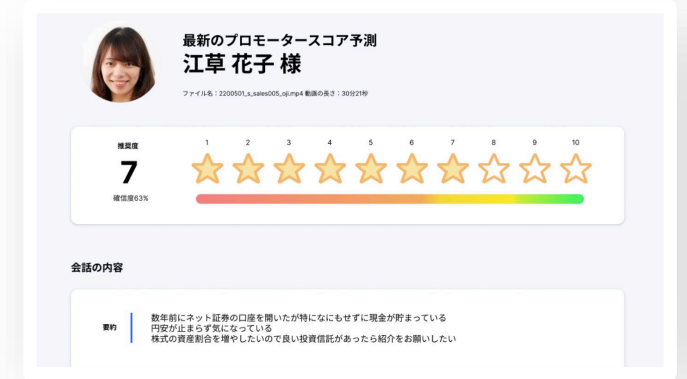 最新のプロモータースコア予測
江草 花子 様
ファイル名：2200501_s_sales005_oji.mp4 動画の長さ：30分21秒
推奨度
7
確信度63%
1 2 3 4 5 6 7 8 9 10
会話の内容
要約
数年前にネット証券の口座を開いたが特になにもせずに現金が貯まっている
円安が止まらず気になっている
株式の資産割合を増やしたいので良い投資信託があったら紹介をお願いしたい